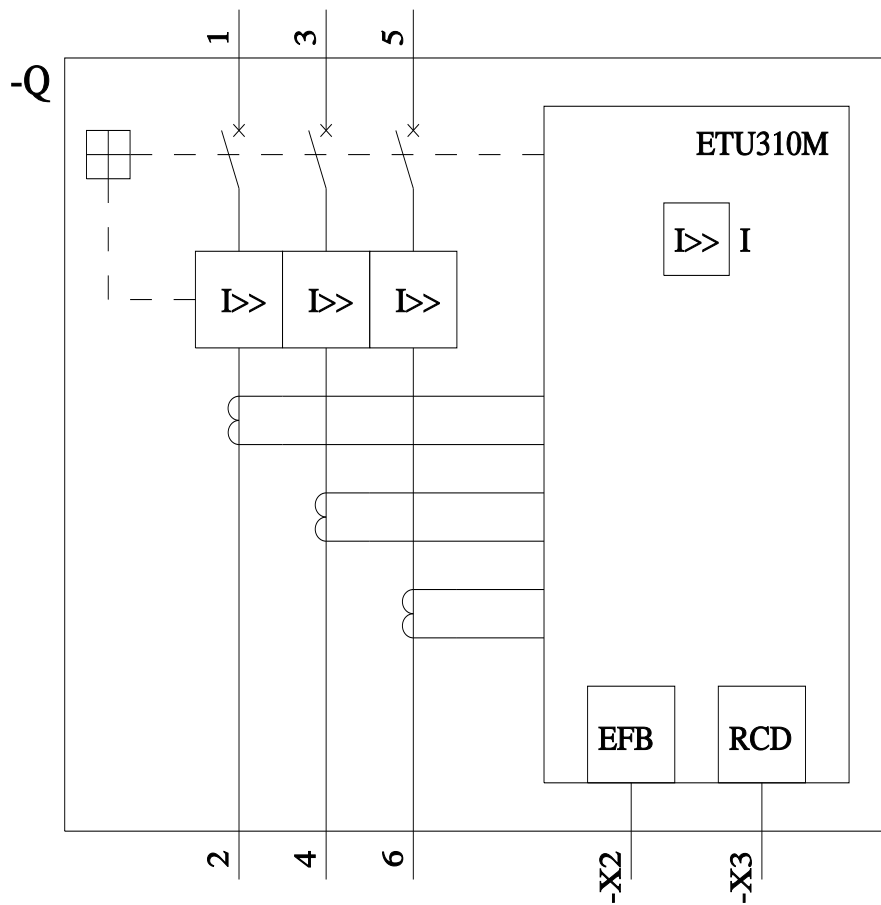 1 3 5
-Q
ETU310M
I>> I
I>> I>> I>>
EFB RCD
2 4 6 -X2 -X3